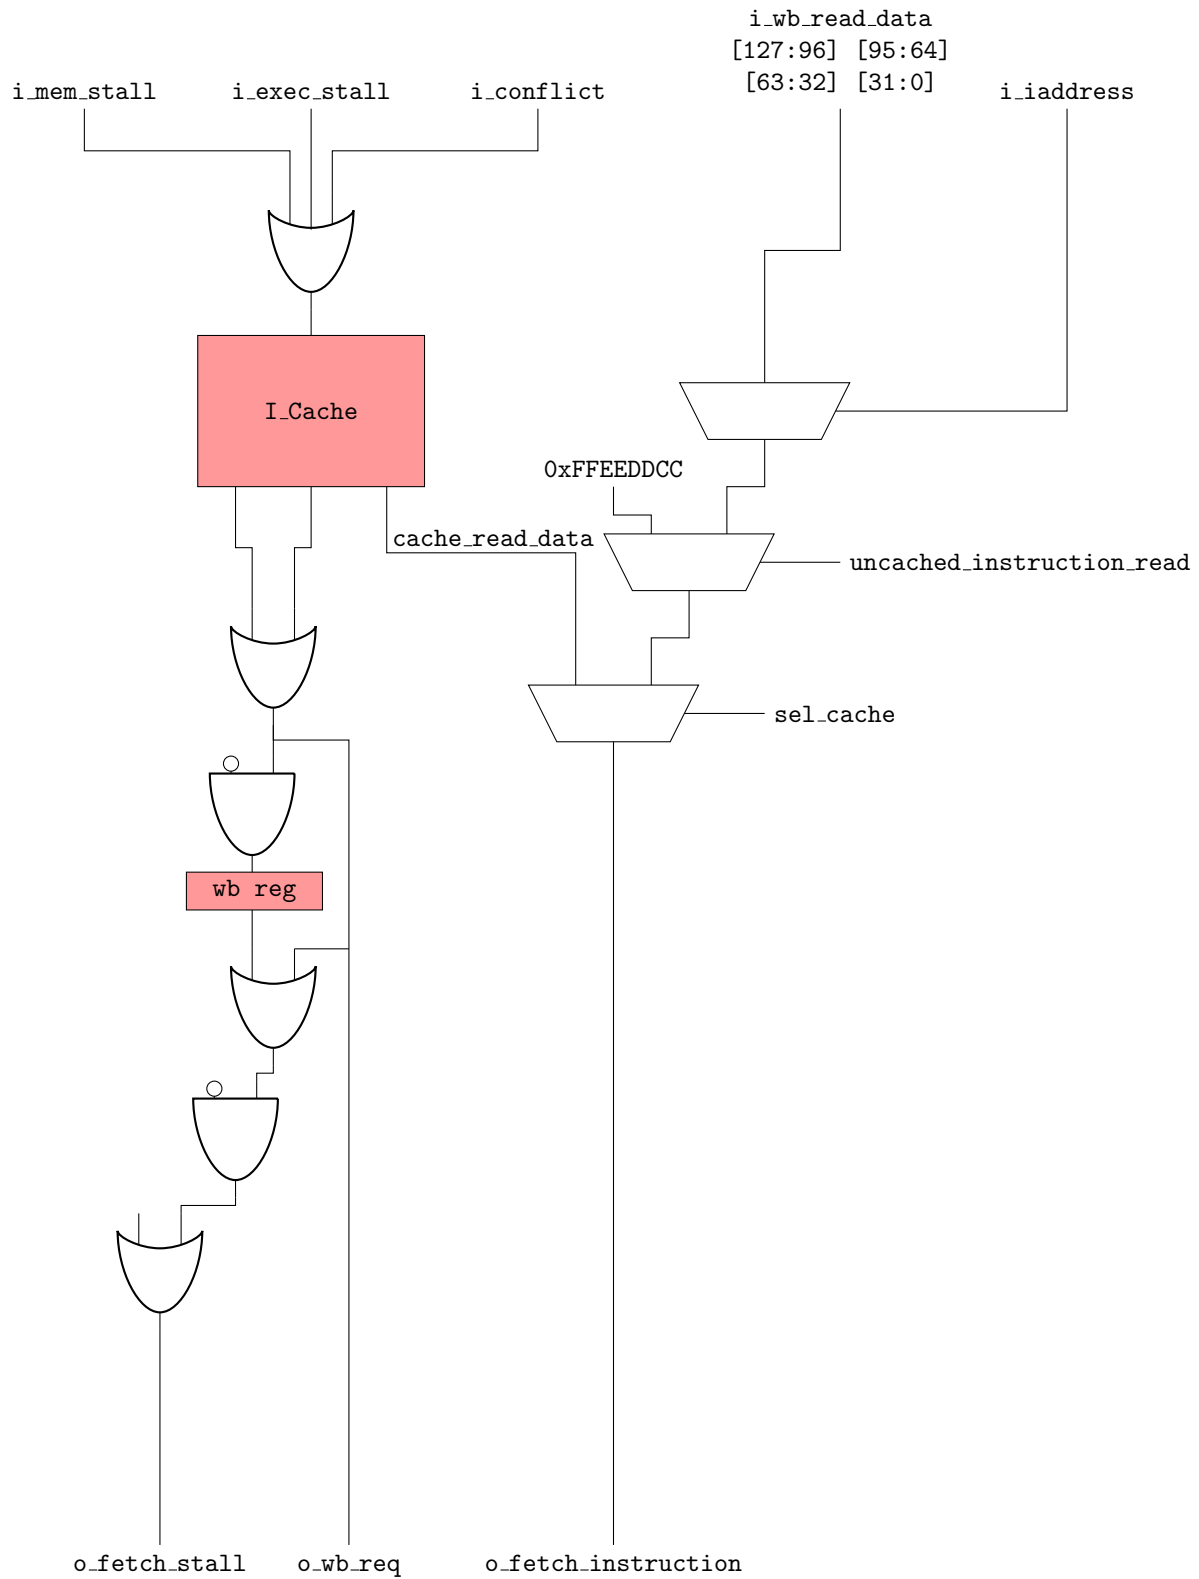 i_wb_read_data
[127:96] [95:64]
[63:32] [31:0]
i_mem_stall
i_exec_stall
i_conflict
i_iaddress
I_Cache
0xFFEEDDCC
cache_read_data
uncached_instruction_read
sel_cache
wb reg
o_fetch_stall
o_wb_req
o_fetch_instruction